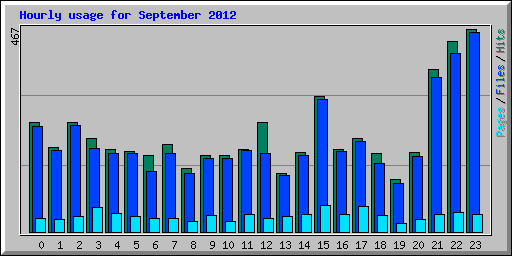 Hourly usage for September 2012
467
Pages / Files / Hits
0 1 2 3 4 5 6 7 8 9 10 11 12 13 14 15 16 17 18 19 20 21 22 23